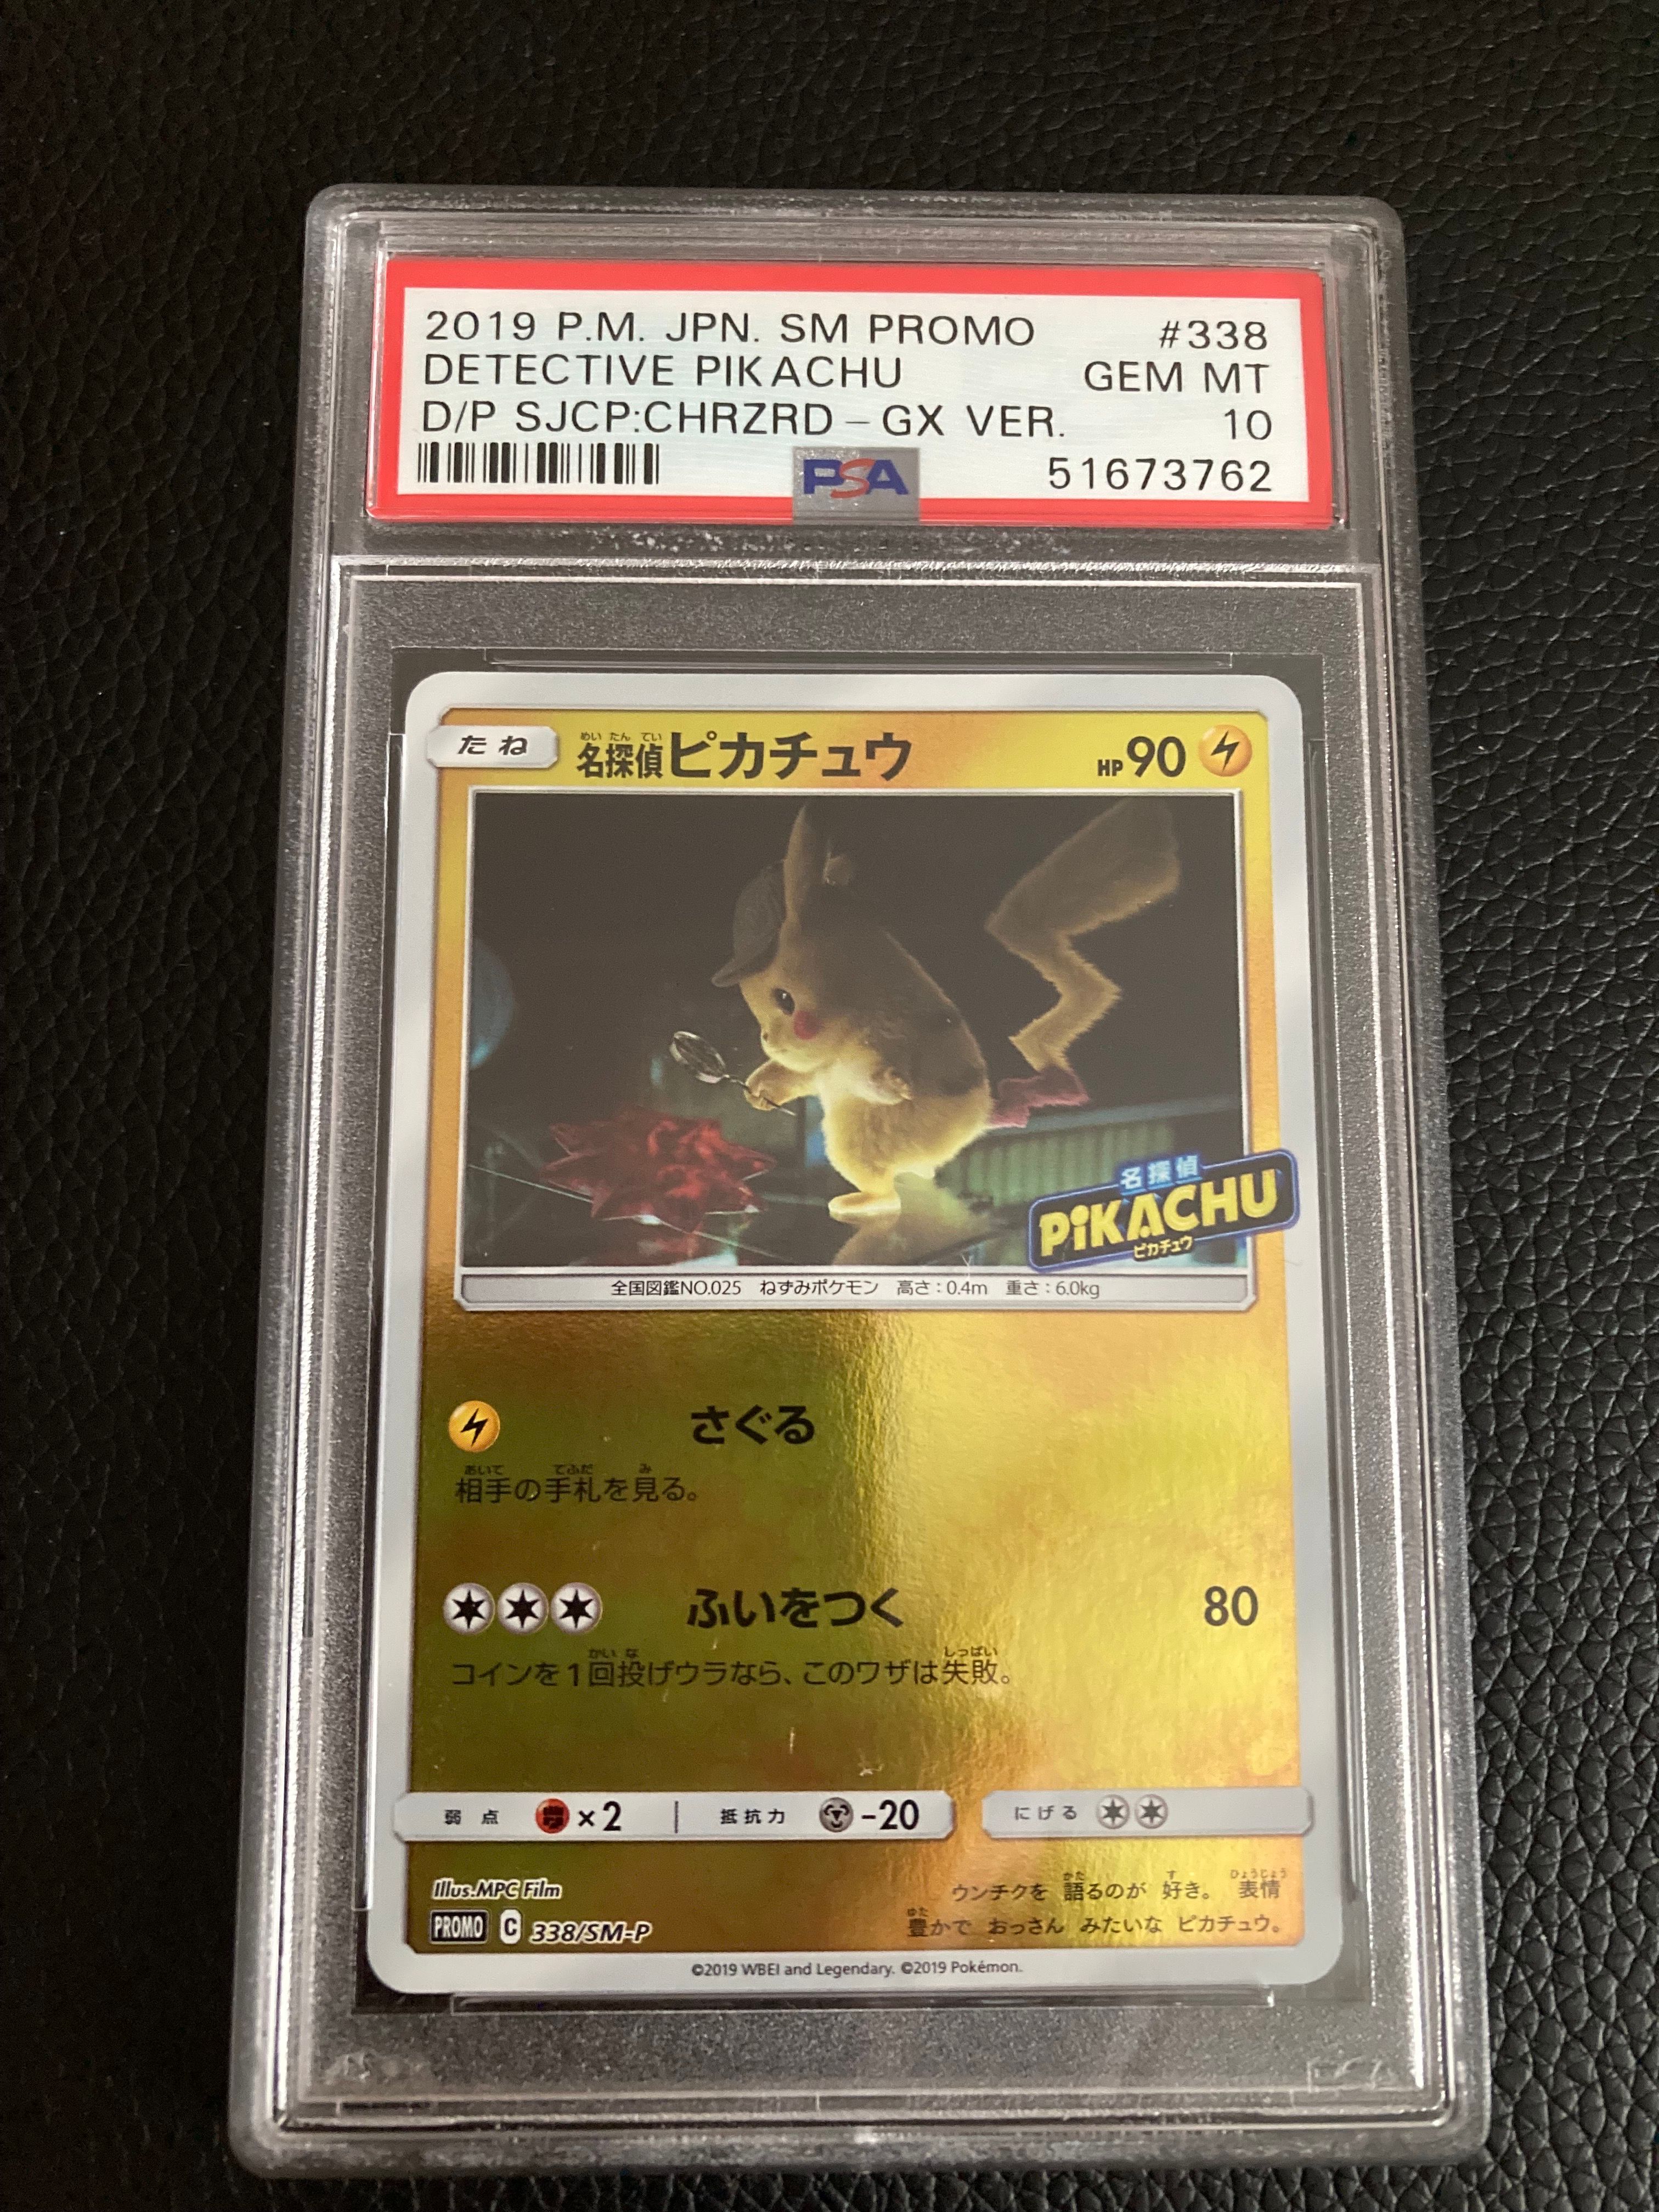 2019 P.M. JPN. SM PROMO #338
DETECTIVE PIKACHU GEM MT
D/P SJCP:CHRZRD-GX VER. 10
PSA 51673762
たね 名探偵ピカチュウ HP90
めい たん てい
名探偵
PiKACHU
ピカチュウ
全国図鑑NO.025 ねずみポケモン 高さ:0.4m 重さ:6.0kg
さぐる
あいて てふだ み
相手の手札を見る。
ふいをつく 80
かい な しっぱい
コインを1回投げウラなら、このワザは失敗。
弱点 ×2 抵抗力 -20 にげる
Illus.MPC Film
PROMO C 338/SM-P
かた す ひょうじょう
ウンチクを 語るのが 好き。 表情
ゆた
豊かで おっさん みたいな ピカチュウ。
©2019 WBEI and Legendary. ©2019 Pokémon.